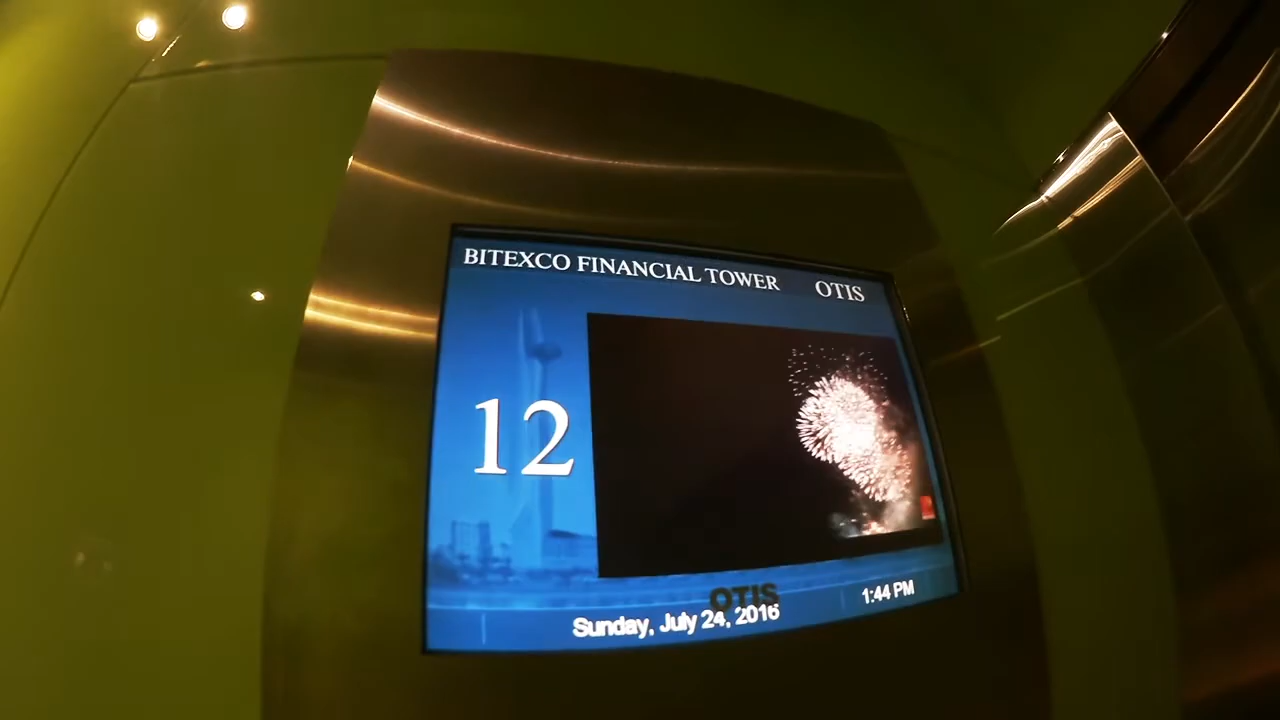 BITEXCO FINANCIAL TOWER OTIS
12
OTIS
Sunday, July 24, 2016
1:44 PM